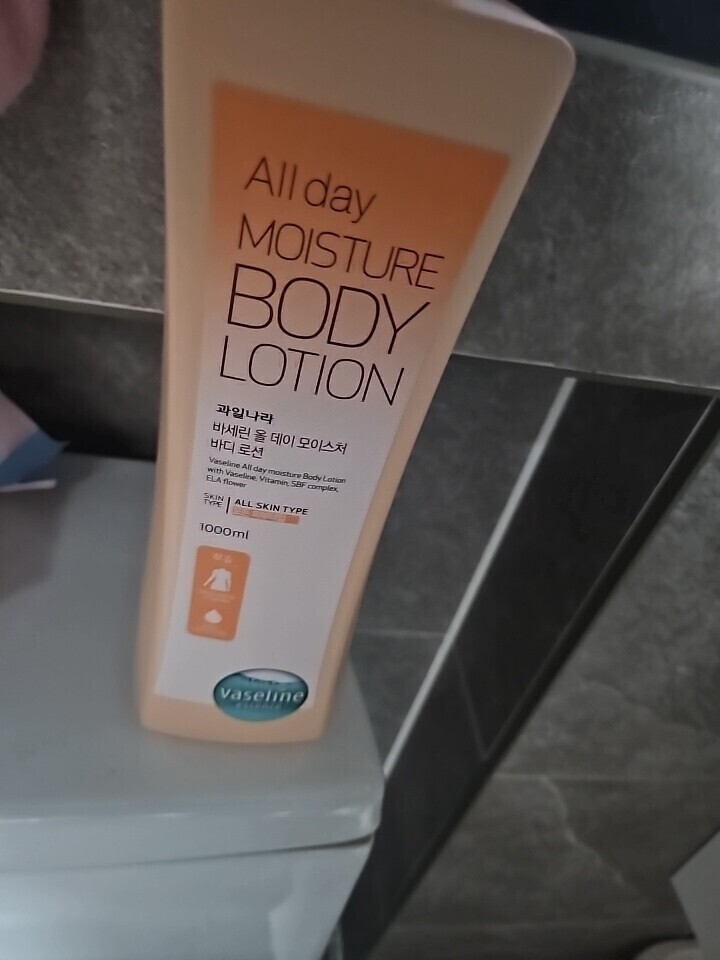 All day
MOISTURE
BODY
LOTION
과일나라
바세린 올 데이 모이스처
바디 로션
Vaseline All day moisture Body Lotion
with Vaseline, Vitamin, SBF complex,
ELA flower
SKIN TYPE | ALL SKIN TYPE
1000ml
vaseline
essence